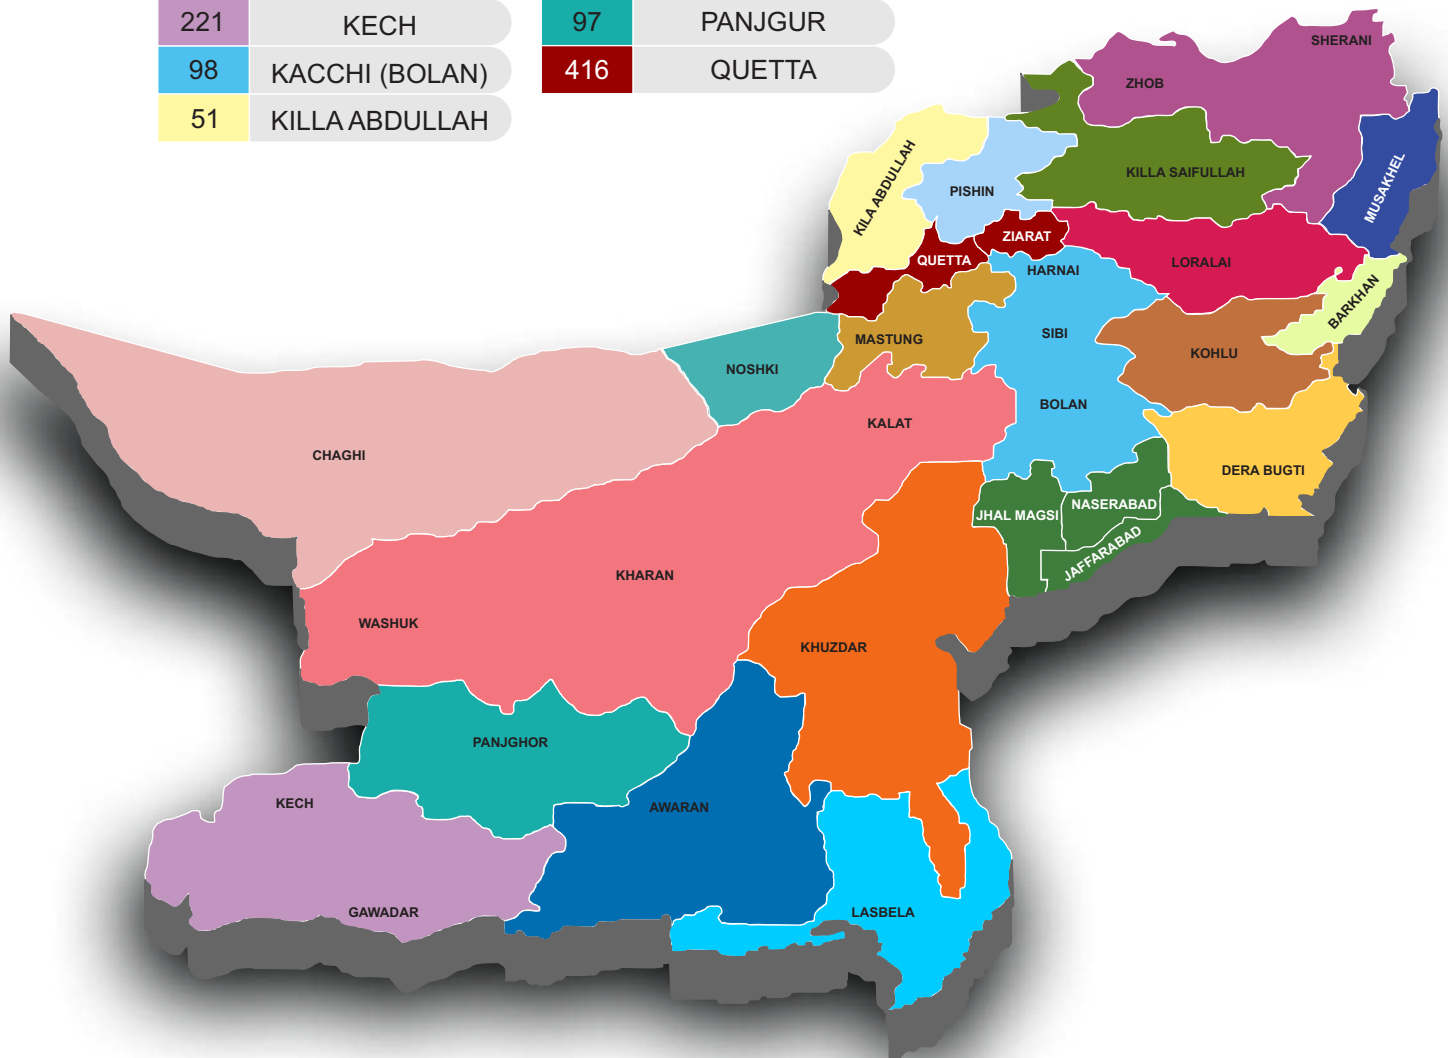 221 KECH 97 PANJGUR
98 KACCHI (BOLAN) 416 QUETTA
51 KILLA ABDULLAH
SHERANI
ZHOB
KILLA SAIFULLAH
MUSAKHEL
KILA ABDULLAH
PISHIN
ZIARAT
QUETTA
HARNAI
LORALAI
BARKHAN
MASTUNG
SIBI
KOHLU
NOSHKI
BOLAN
KALAT
CHAGHI
DERA BUGTI
NASERABAD
JHAL MAGSI
JAFFARABAD
KHARAN
WASHUK
KHUZDAR
PANJGHOR
KECH
AWARAN
GAWADAR
LASBELA